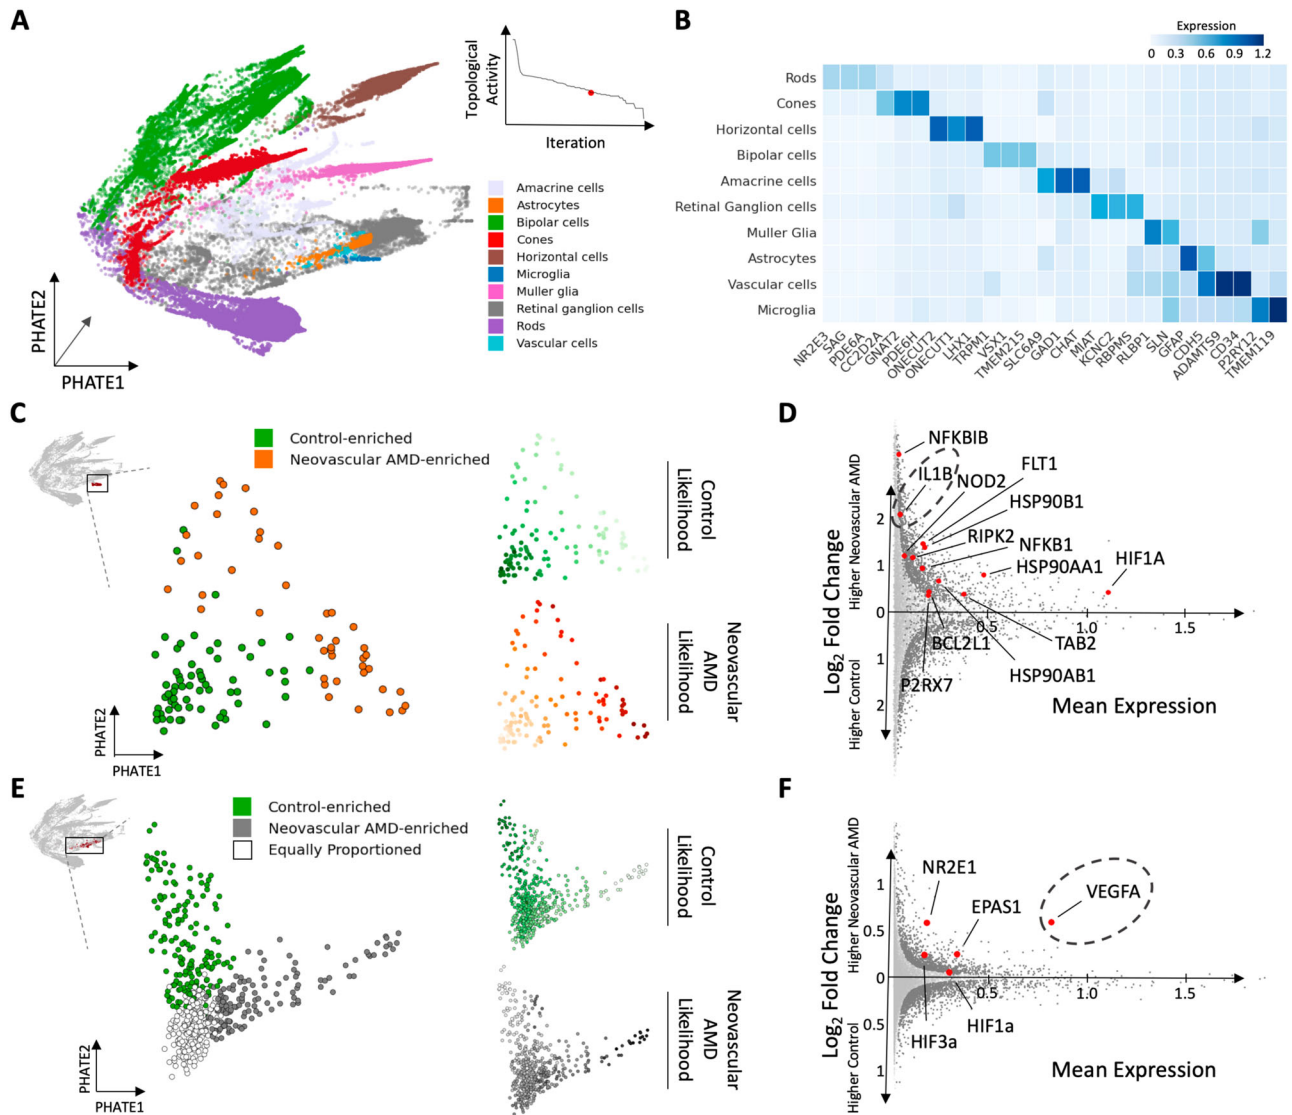 A
Topological
Activity
Iteration
Amacrine cells
Astrocytes
Bipolar cells
Cones
Horizontal cells
Microglia
Muller glia
Retinal ganglion cells
Rods
Vascular cells
PHATE2
PHATE1
B
Expression
0 0.3 0.6 0.9 1.2
Rods
Cones
Horizontal cells
Bipolar cells
Amacrine cells
Retinal Ganglion cells
Muller Glia
Astrocytes
Vascular cells
Microglia
NR2E3
SAG
PDE6A
CC2D2A
GNAT2
PDE6H
ONECUT2
ONECUT1
LHX1
TRPM1
VSX1
TMEM215
SLC6A9
GAD1
CHAT
MIAT
KCNC2
RBPMS
RLBP1
SLN
GFAP
CDH5
ADAMTS9
CD34
P2RY12
TMEM119
C
Control-enriched
Neovascular AMD-enriched
PHATE2
PHATE1
Control
Likelihood
Neovascular
AMD
Likelihood
D
Log2 Fold Change
Higher Neovascular AMD
Higher Control
2
1
0
1
2
0.5
1.0
1.5
Mean Expression
NFKBIB
IL1B
NOD2
FLT1
HSP90B1
RIPK2
NFKB1
HSP90AA1
HIF1A
BCL2L1
TAB2
P2RX7
HSP90AB1
E
Control-enriched
Neovascular AMD-enriched
Equally Proportioned
PHATE2
PHATE1
Control
Likelihood
Neovascular
AMD
Likelihood
F
Log2 Fold Change
Higher Neovascular AMD
Higher Control
1
0.5
0
0.5
1
0.5
1.0
1.5
Mean Expression
NR2E1
EPAS1
VEGFA
HIF3a
HIF1a